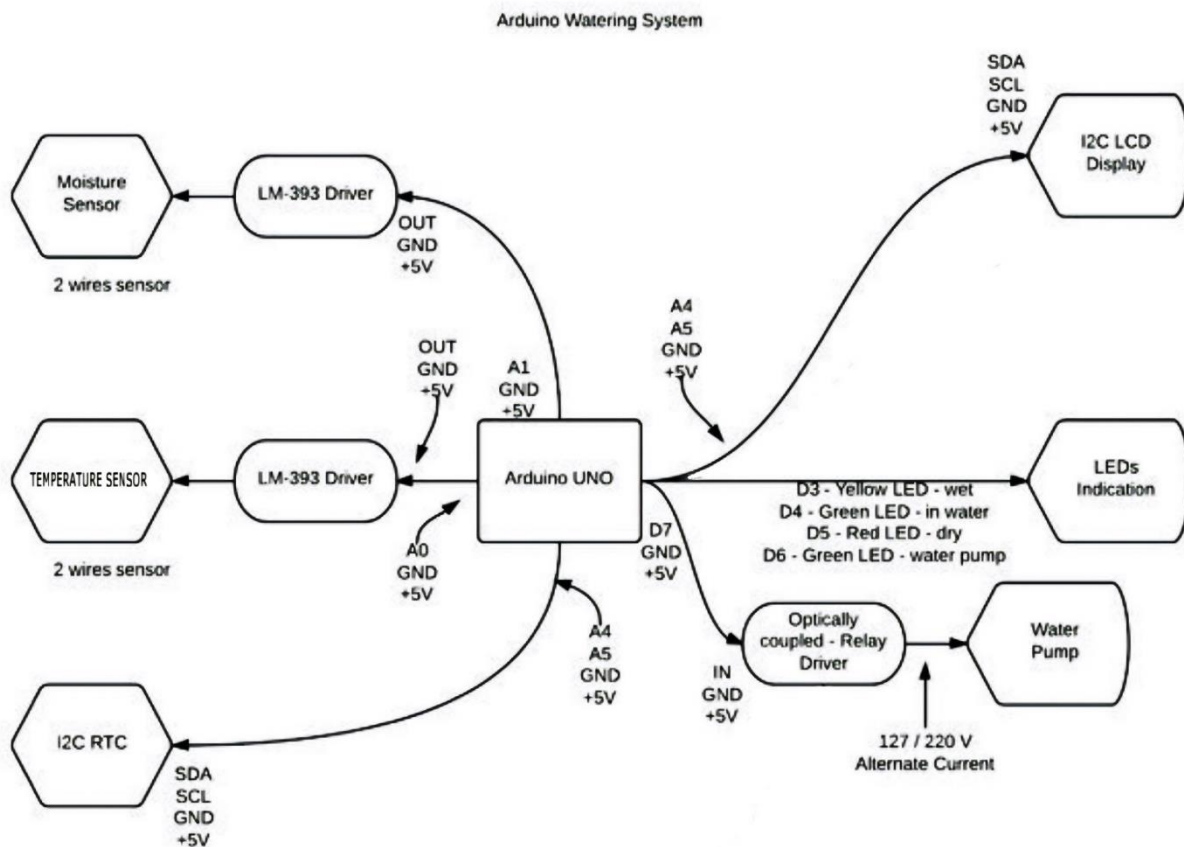 Arduino Watering System
SDA
SCL
GND
+5V
I2C LCD
Display
Moisture
Sensor
LM-393 Driver
OUT
GND
+5V
2 wires sensor
A4
A5
GND
+5V
OUT
GND
+5V
A1
GND
+5V
TEMPERATURE SENSOR
LM-393 Driver
Arduino UNO
LEDs
Indication
D3 - Yellow LED - wet
D4 - Green LED - in water
D5 - Red LED - dry
D6 - Green LED - water pump
2 wires sensor
A0
GND
+5V
D7
GND
+5V
A4
A5
GND
+5V
Optically
coupled - Relay
Driver
Water
Pump
IN
GND
+5V
127 / 220 V
Alternate Current
I2C RTC
SDA
SCL
GND
+5V